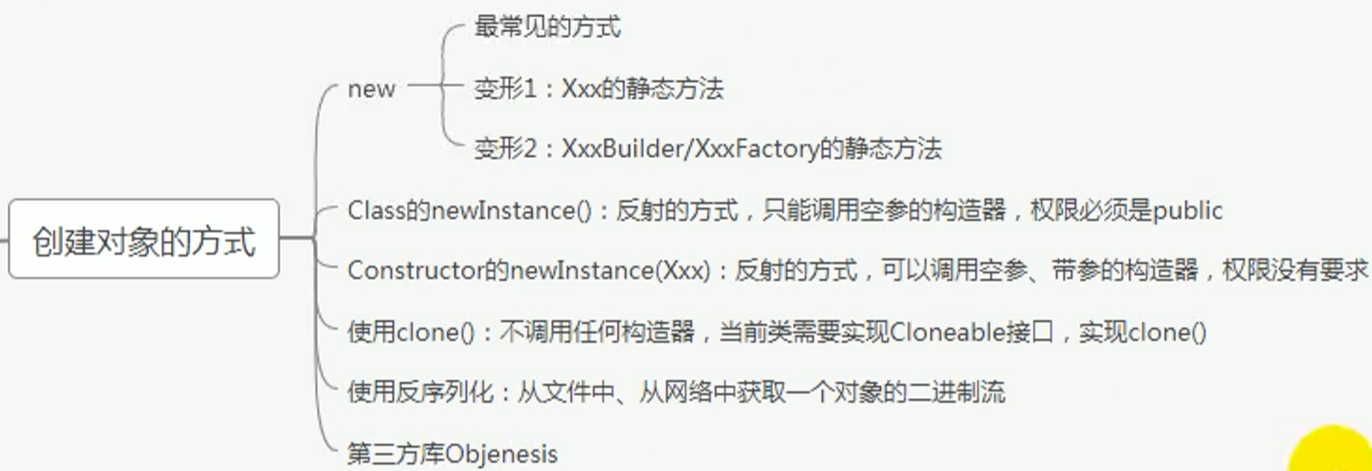 最常见的方式
new
变形1：Xxx的静态方法
变形2：XxxBuilder/XxxFactory的静态方法
创建对象的方式
Class的newInstance()：反射的方式，只能调用空参的构造器，权限必须是public
Constructor的newInstance(Xxx)：反射的方式，可以调用空参、带参的构造器，权限没有要求
使用clone()：不调用任何构造器，当前类需要实现Cloneable接口，实现clone()
使用反序列化：从文件中、从网络中获取一个对象的二进制流
第三方库Objenesis